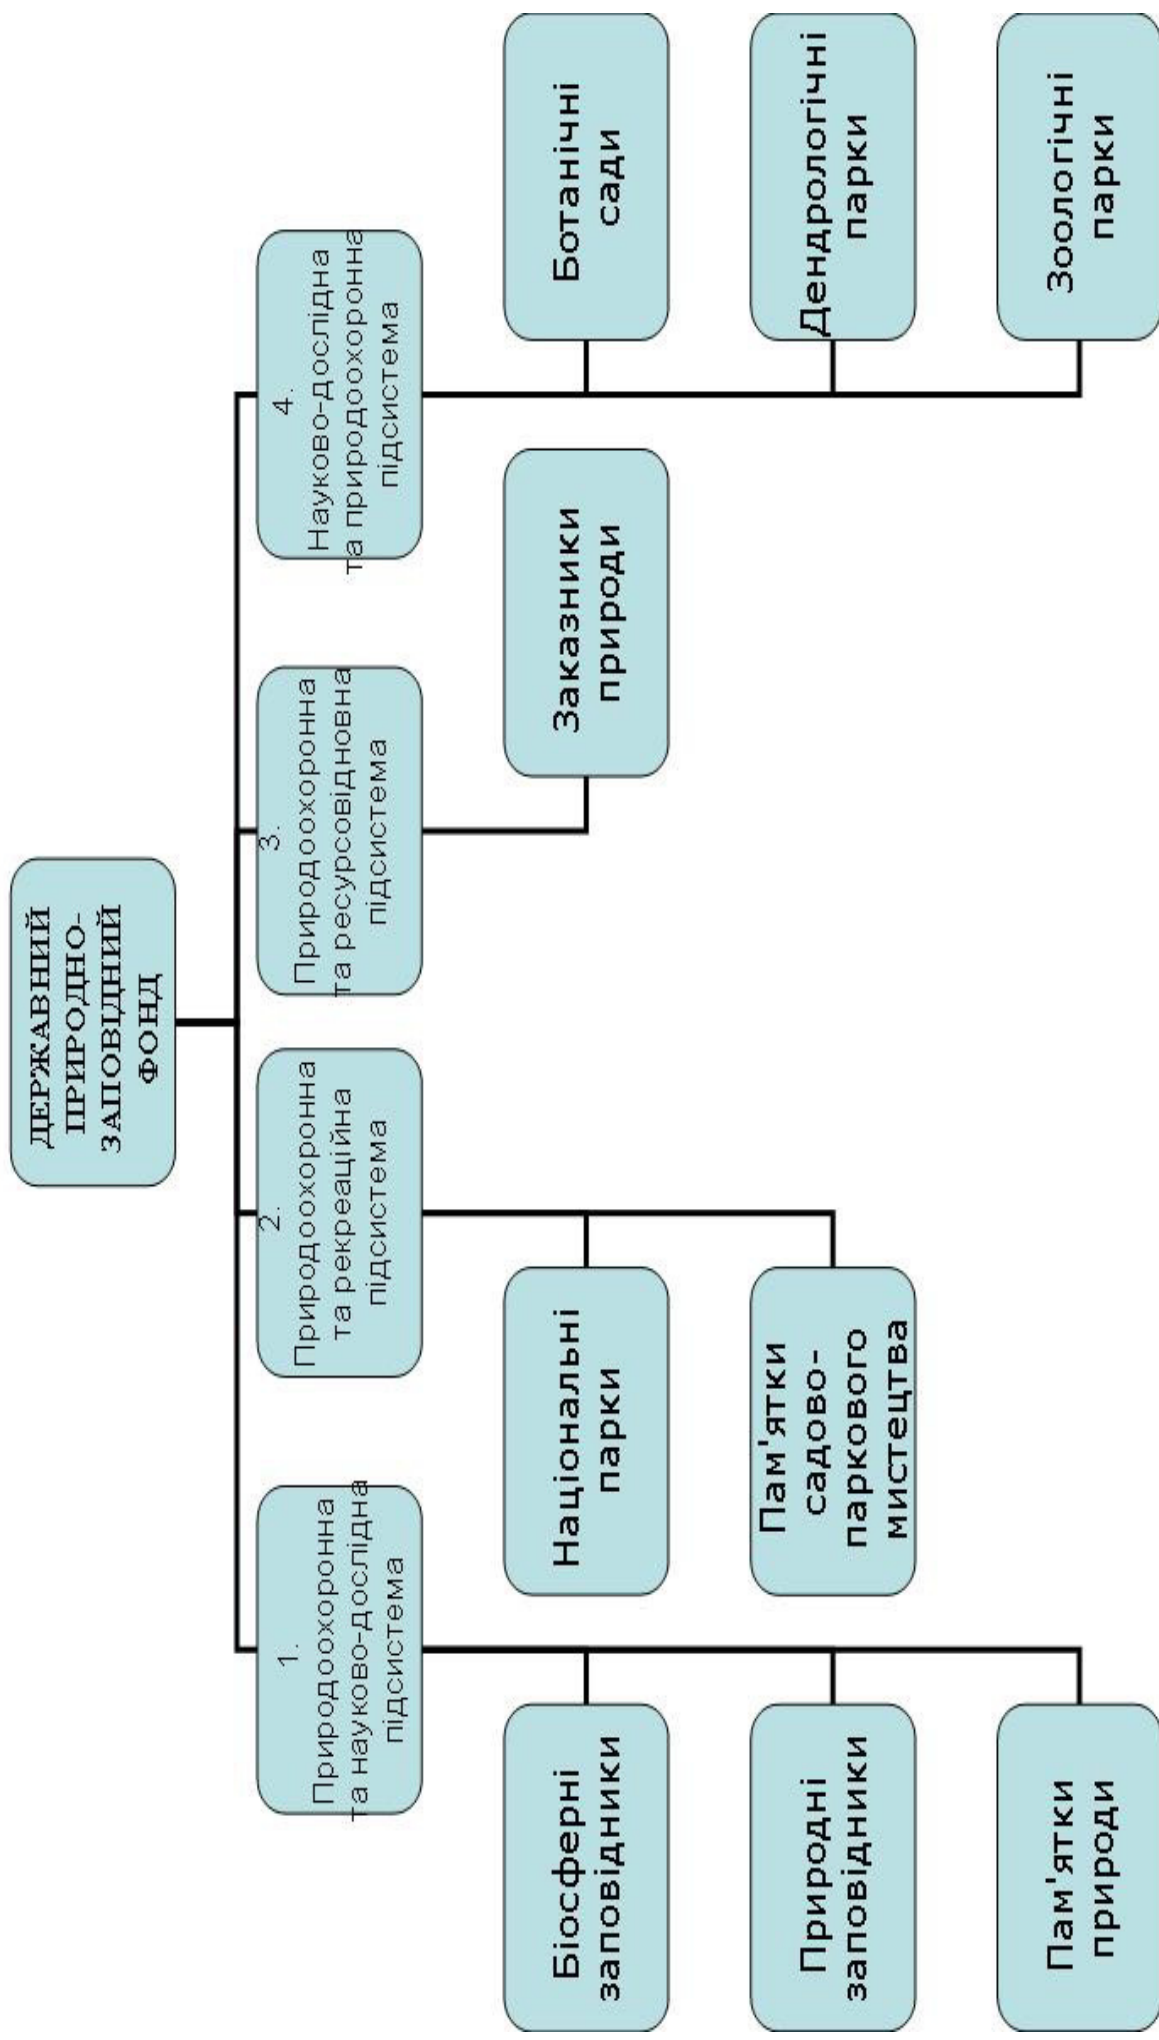 ДЕРЖАВНИЙ
ПРИРОДНО-
ЗАПОВІДНИЙ
ФОНД
1.
Природоохоронна
та науково-дослідна
підсистема
2.
Природоохоронна
та рекреаційна
підсистема
3.
Природоохоронна
та ресурсовідновна
підсистема
4.
Науково-дослідна
та природоохоронна
підсистема
Біосферні
заповідники
Природні
заповідники
Пам'ятки
природи
Національні
парки
Пам'ятки
садово-
паркового
мистецтва
Заказники
природи
Ботанічні
сади
Дендрологічні
парки
Зоологічні
парки